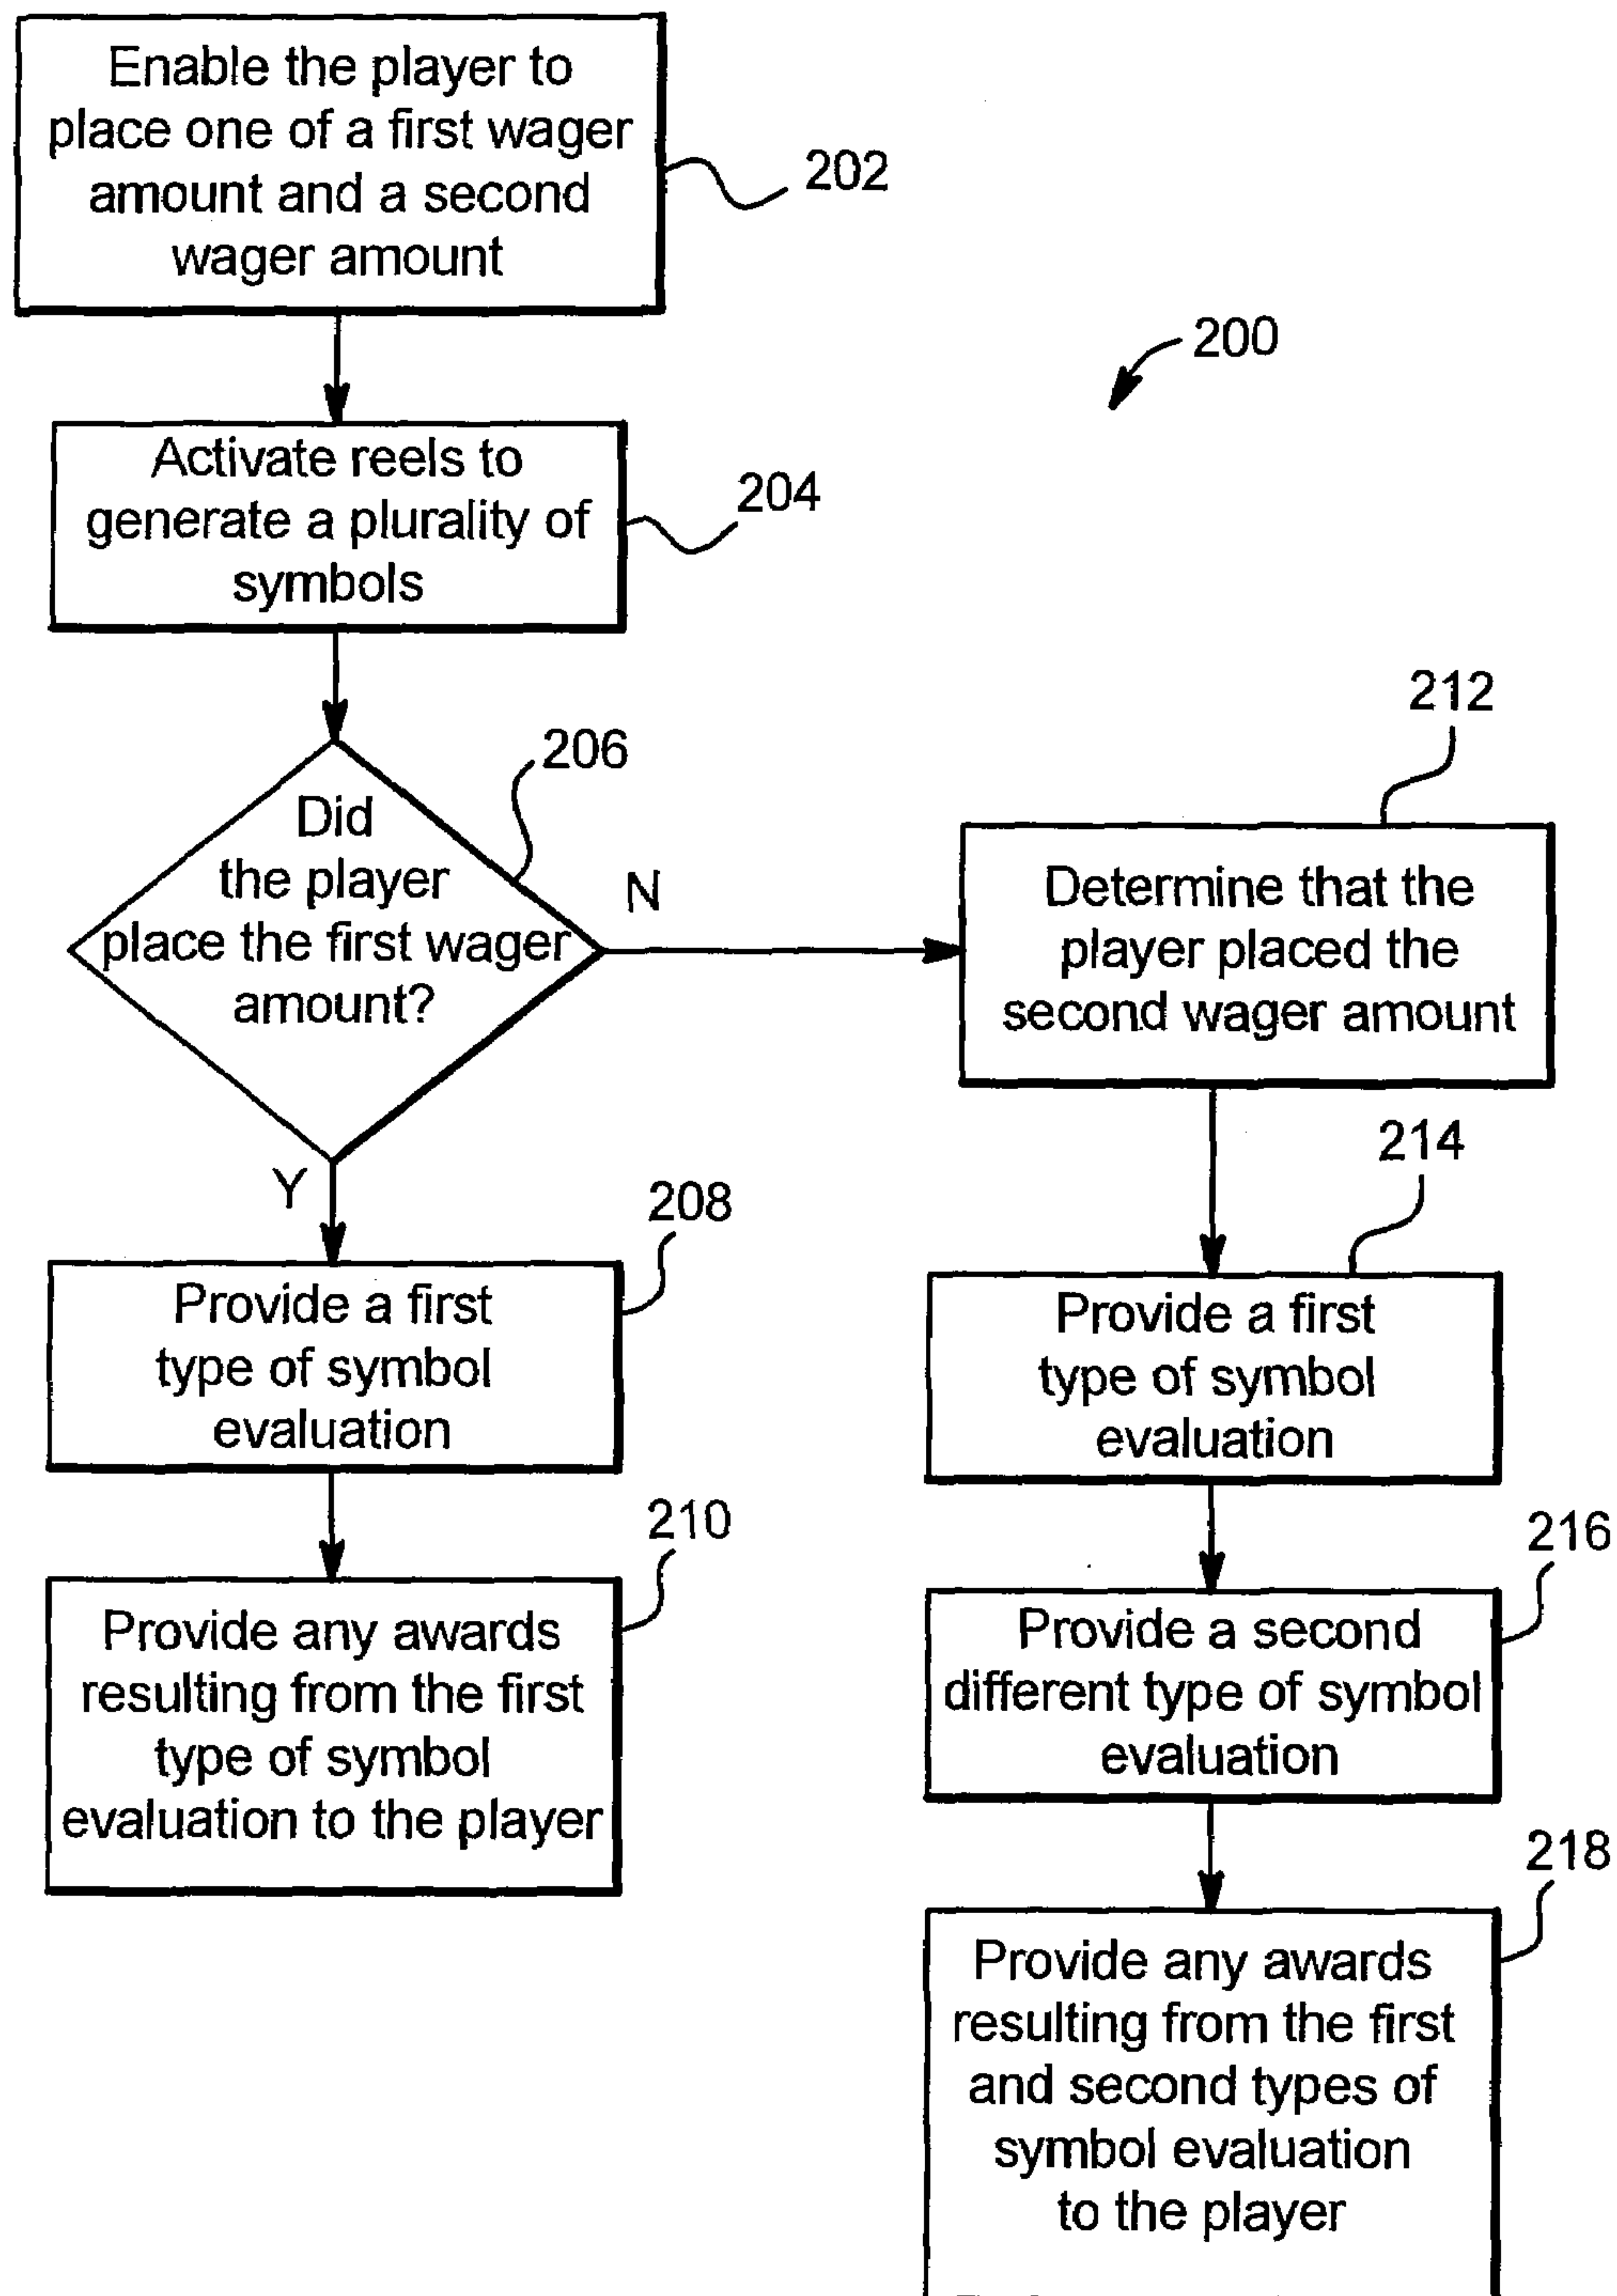 Enable the player to
place one of a first wager
amount and a second
wager amount
202
200
Activate reels to
generate a plurality of
symbols
204
206
Did
the player
place the first wager
amount?
N
Y
212
Determine that the
player placed the
second wager amount
208
Provide a first
type of symbol
evaluation
210
Provide any awards
resulting from the first
type of symbol
evaluation to the player
214
Provide a first
type of symbol
evaluation
216
Provide a second
different type of symbol
evaluation
218
Provide any awards
resulting from the first
and second types of
symbol evaluation
to the player